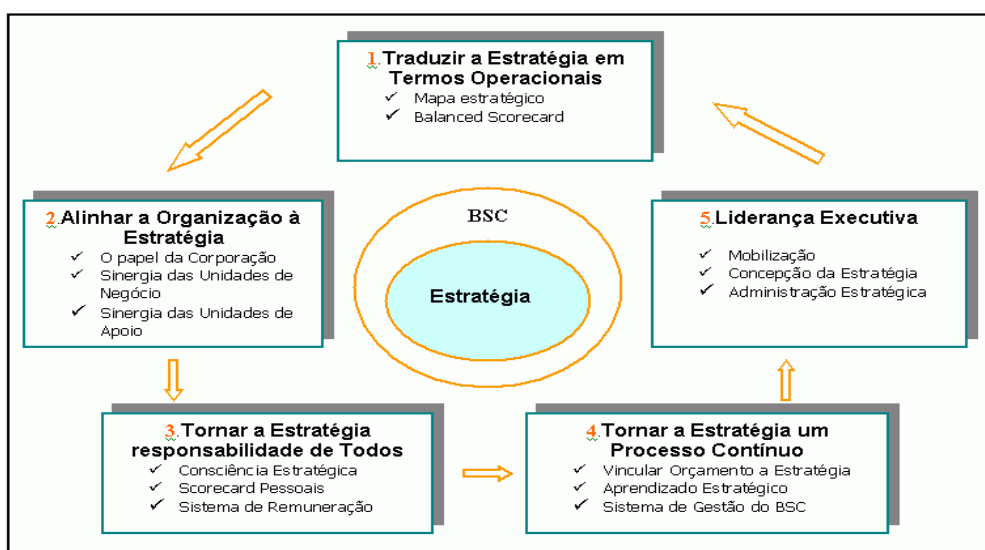 1.Traduzir a Estratégia em
Termos Operacionais
✓ Mapa estratégico
✓ Balanced Scorecard
2.Alinhar a Organização à
Estratégia
✓ O papel da Corporação
✓ Sinergia das Unidades de
Negócio
✓ Sinergia das Unidades de
Apoio
BSC
Estratégia
5.Liderança Executiva
✓ Mobilização
✓ Concepção da Estratégia
✓ Administração Estratégica
3.Tornar a Estratégia
responsabilidade de Todos
✓ Consciência Estratégica
✓ Scorecard Pessoais
✓ Sistema de Remuneração
4.Tornar a Estratégia um
Processo Contínuo
✓ Vincular Orçamento a Estratégia
✓ Aprendizado Estratégico
✓ Sistema de Gestão do BSC